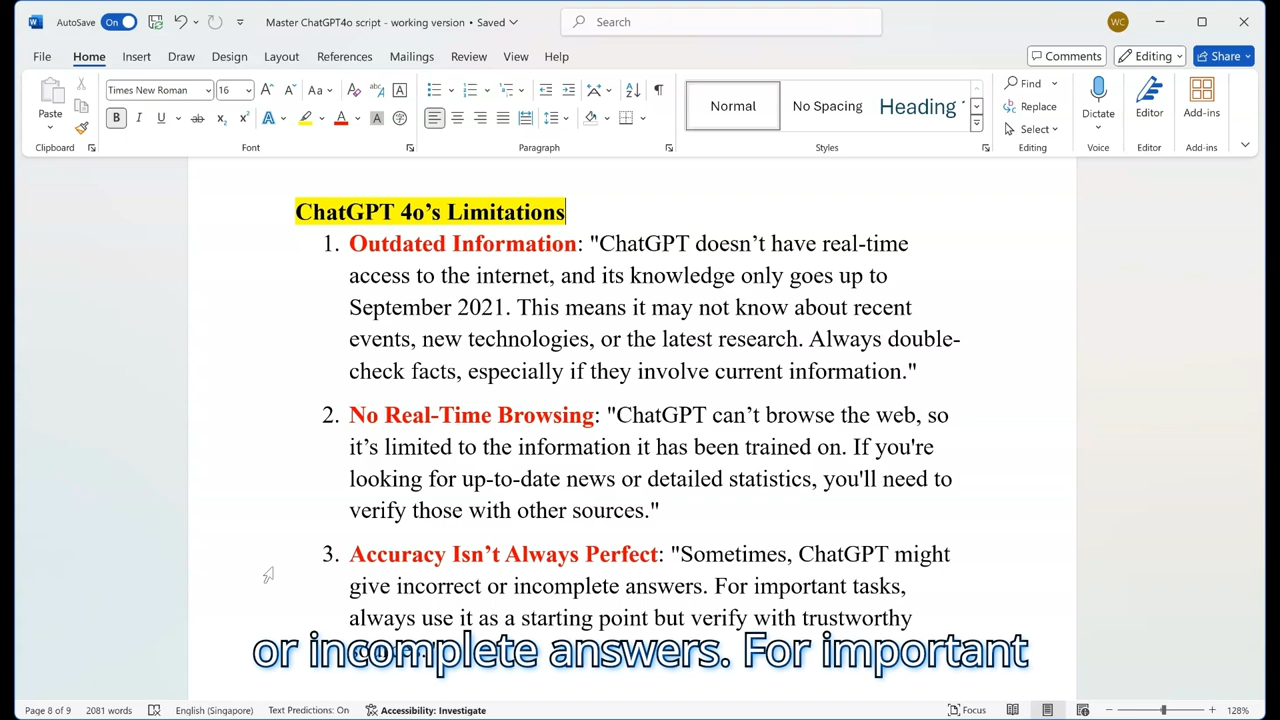 AutoSave On Master ChatGPT4o script - working version • Saved Search WC
File Home Insert Draw Design Layout References Mailings Review View Help Comments Editing Share
Times New Roman 16 Aa A
Paste B I U ab x₂ x² A A A
Normal No Spacing Heading
Find
Replace
Select
Dictate Editor Add-ins
Clipboard Font Paragraph Styles Editing Voice Editor Add-ins
ChatGPT 4o’s Limitations
1. Outdated Information: "ChatGPT doesn’t have real-time
access to the internet, and its knowledge only goes up to
September 2021. This means it may not know about recent
events, new technologies, or the latest research. Always double-
check facts, especially if they involve current information."
2. No Real-Time Browsing: "ChatGPT can’t browse the web, so
it’s limited to the information it has been trained on. If you're
looking for up-to-date news or detailed statistics, you'll need to
verify those with other sources."
3. Accuracy Isn’t Always Perfect: "Sometimes, ChatGPT might
give incorrect or incomplete answers. For important tasks,
always use it as a starting point but verify with trustworthy
or incomplete answers. For important
Page 8 of 9 2081 words English (Singapore) Text Predictions: On Accessibility: Investigate Focus 128%